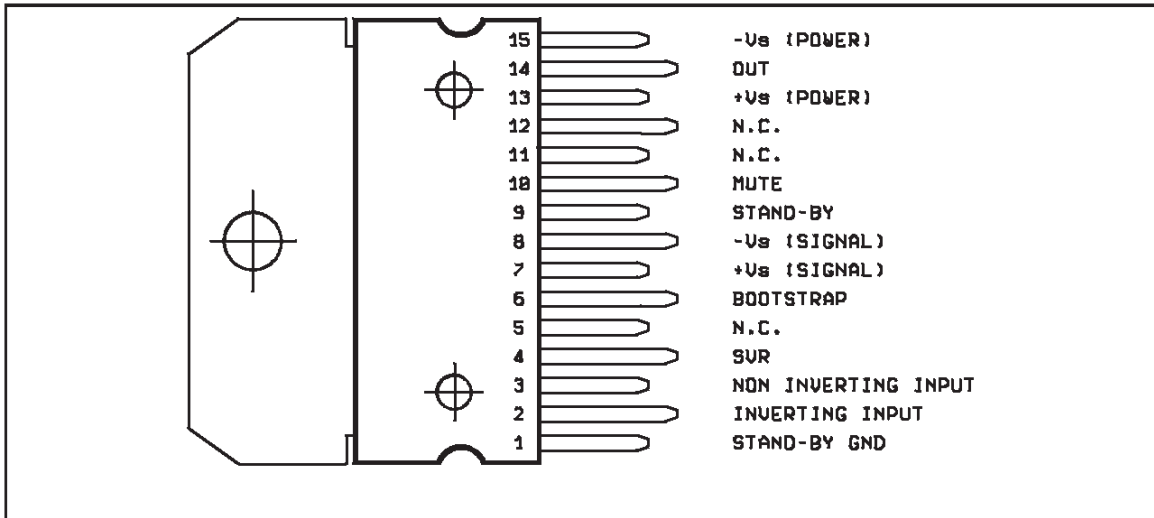 15 -Vs (POWER)
14 OUT
13 +Vs (POWER)
12 N.C.
11 N.C.
10 MUTE
9 STAND-BY
8 -Vs (SIGNAL)
7 +Vs (SIGNAL)
6 BOOTSTRAP
5 N.C.
4 SVR
3 NON INVERTING INPUT
2 INVERTING INPUT
1 STAND-BY GND